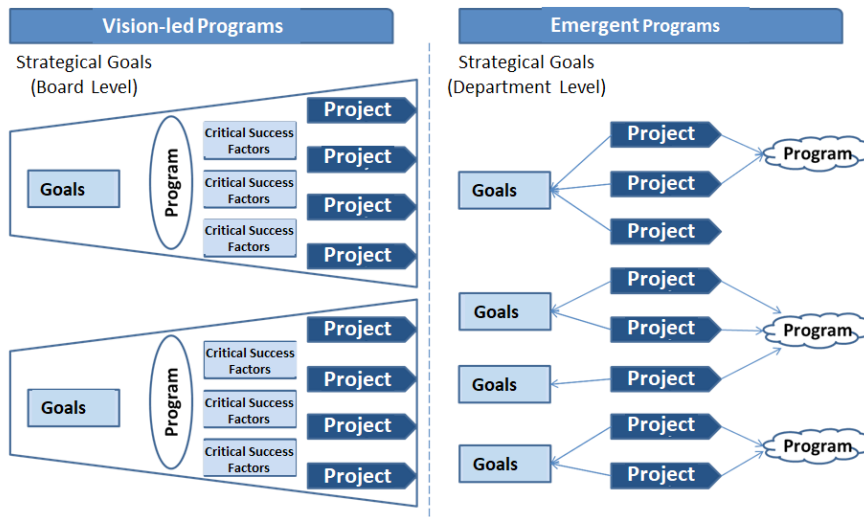 Vision-led Programs
Strategical Goals
(Board Level)
Goals
Program
Critical Success
Factors
Critical Success
Factors
Critical Success
Factors
Project
Project
Project
Project
Goals
Program
Critical Success
Factors
Critical Success
Factors
Critical Success
Factors
Project
Project
Project
Project
Emergent Programs
Strategical Goals
(Department Level)
Goals
Project
Project
Project
Program
Goals
Project
Project
Goals
Project
Program
Goals
Project
Project
Program